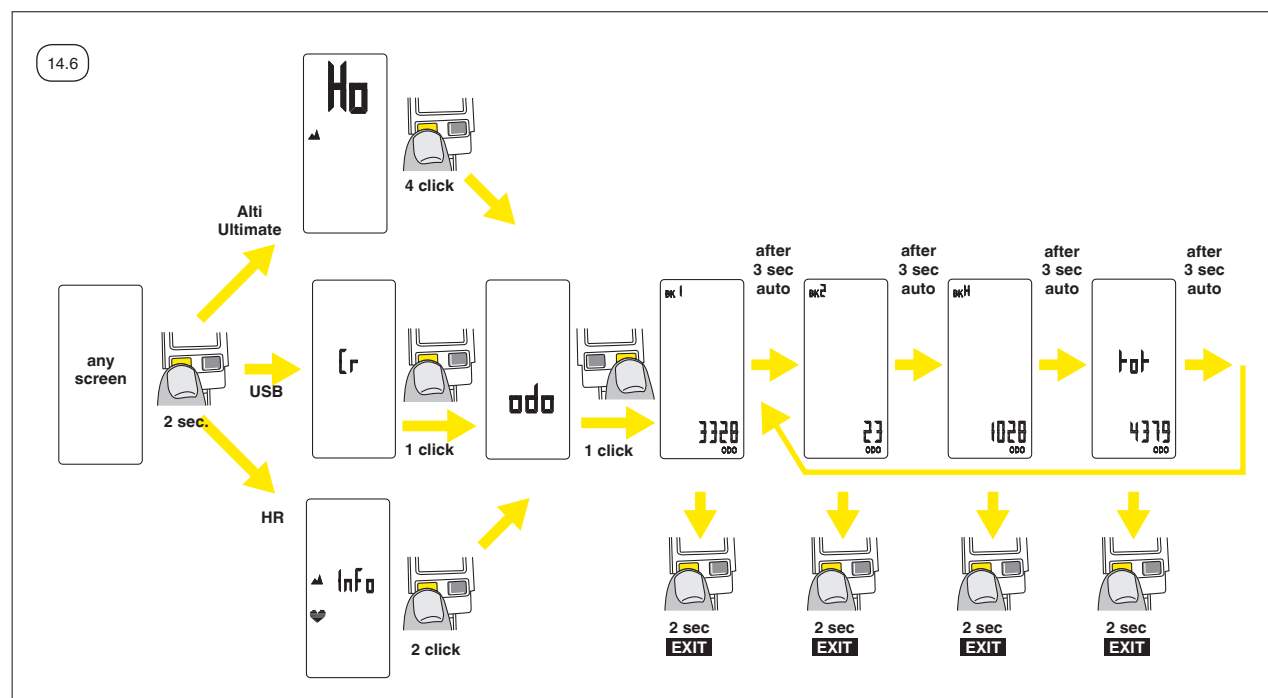 14.6
Ho
4 click
Alti
Ultimate
any
screen
2 sec.
USB
Cr
1 click
odo
1 click
HR
Info
2 click
after
3 sec
auto
after
3 sec
auto
after
3 sec
auto
after
3 sec
auto
BK 1
3328
ODO
BK2
23
ODO
BKH
1028
ODO
tot
4379
ODO
2 sec
EXIT
2 sec
EXIT
2 sec
EXIT
2 sec
EXIT